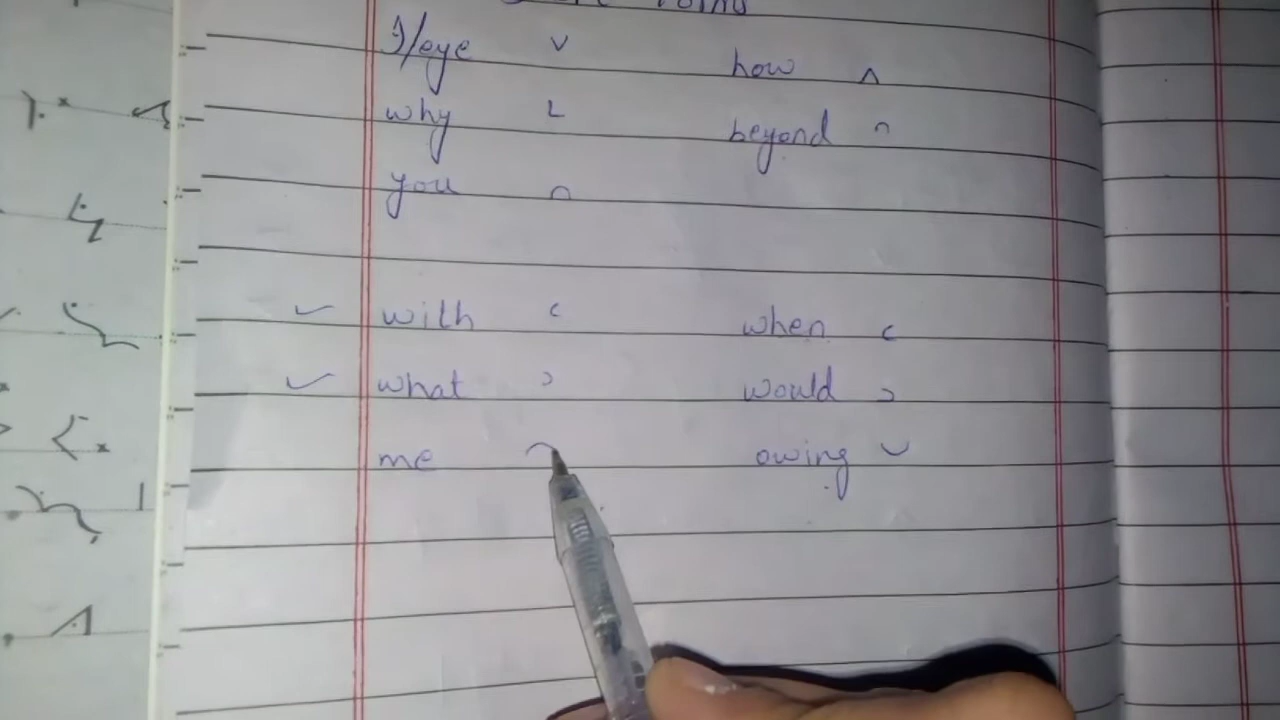 I/eye how
why beyond
you
with when
what would
me owing